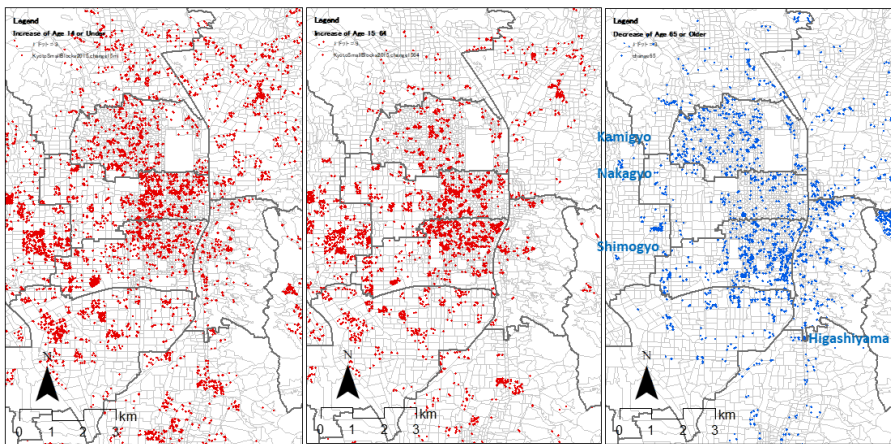 Legend
Increase of Age 14 or Under
N
0 1 2 3 km
Legend
Increase of Age 15-64
N
0 1 2 3 km
Legend
Decrease of Age 65 or Older
Kamigyo
Nakagyo
Shimogyo
Higashiyama
N
0 1 2 3 km